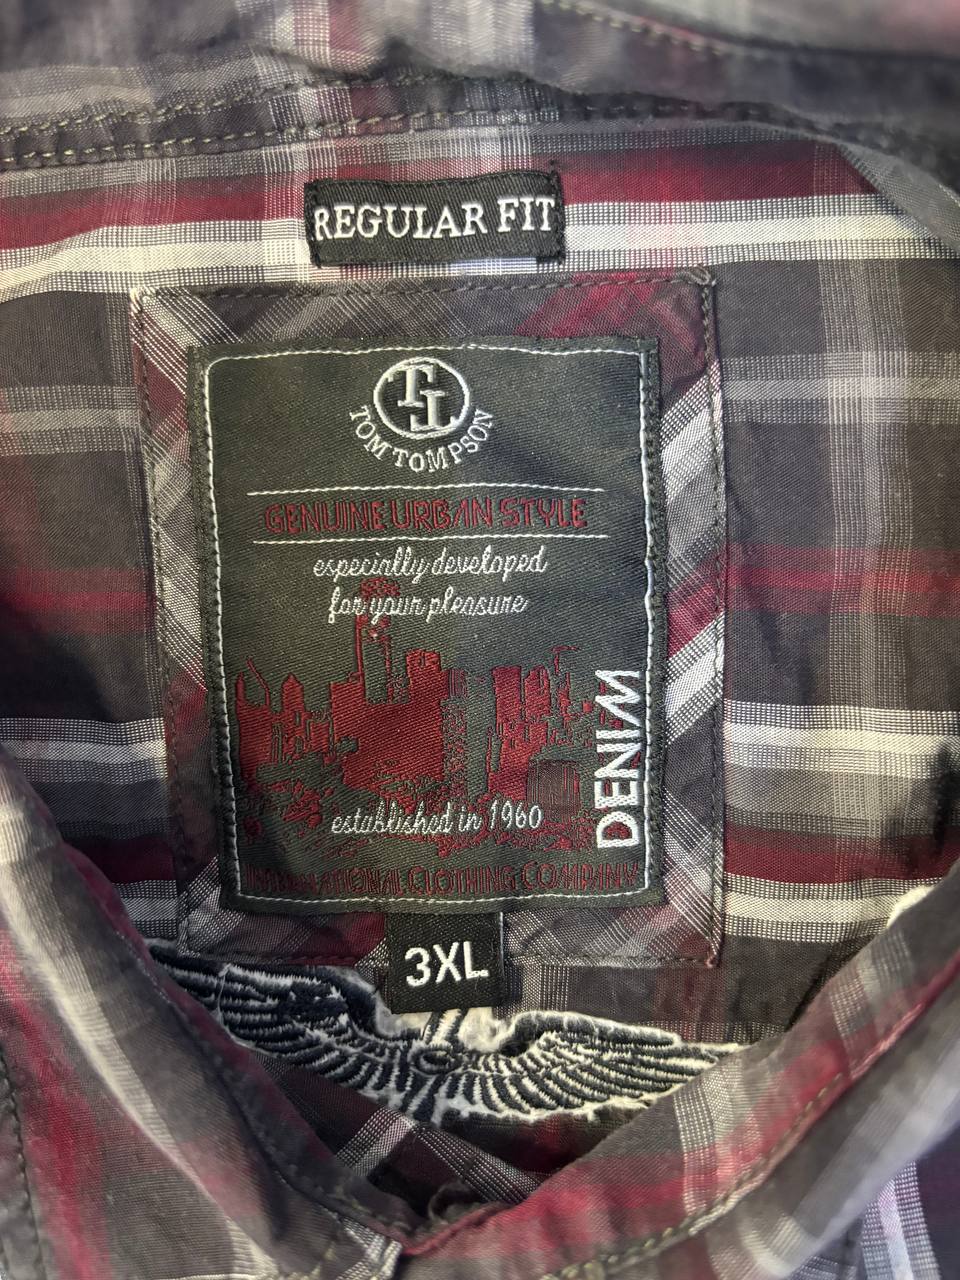 REGULAR FIT
TT
TOM TOMPSON
GENUINE URBAN STYLE
especially developed
for your pleasure
DENIM
established in 1960
INTERNATIONAL CLOTHING COMPANY
3XL